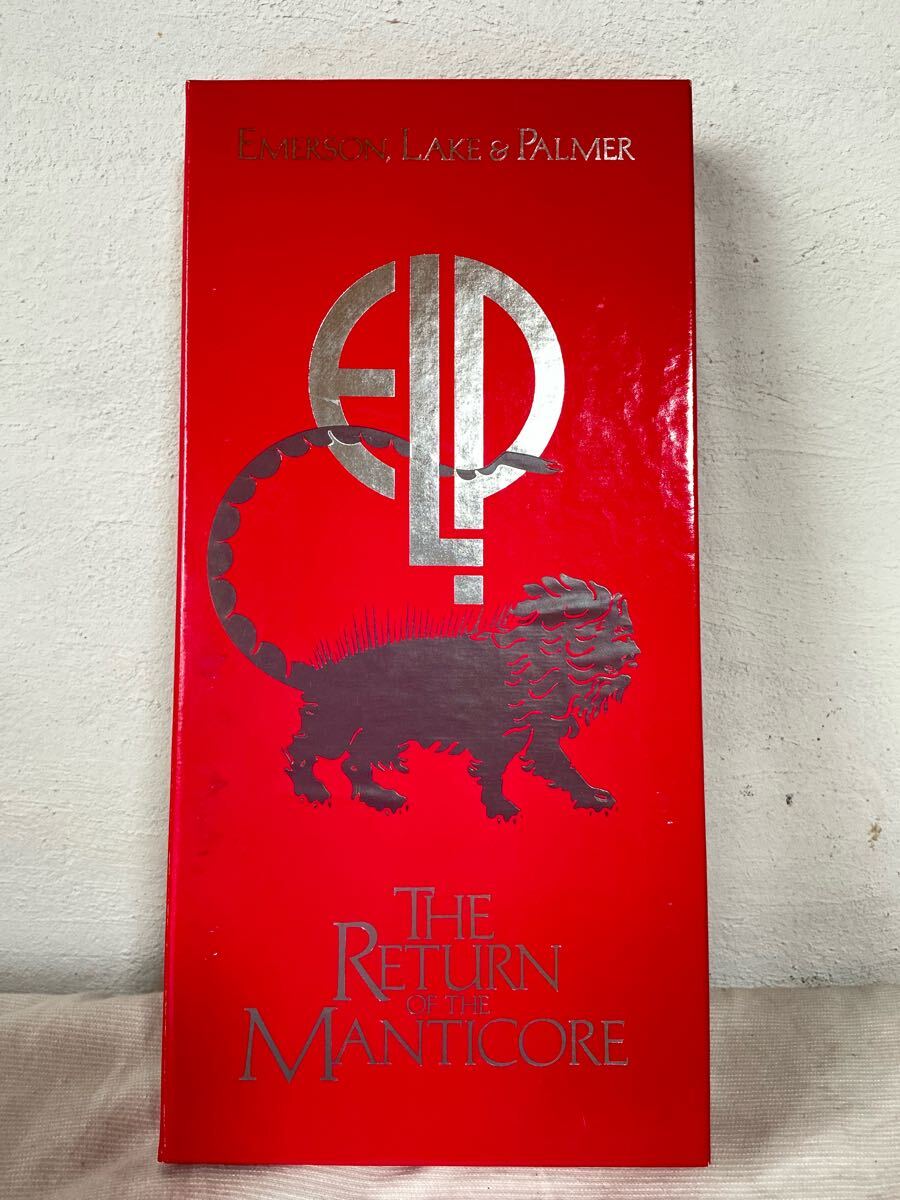 EMERSON, LAKE & PALMER
ELP
THE
RETURN
OF THE
MANTICORE